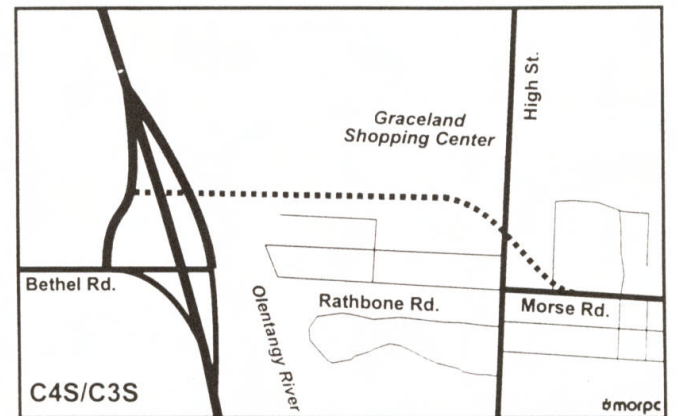 High St.
Graceland
Shopping Center
Bethel Rd.
Olentangy River
Rathbone Rd.
Morse Rd.
C4S/C3S
morpc